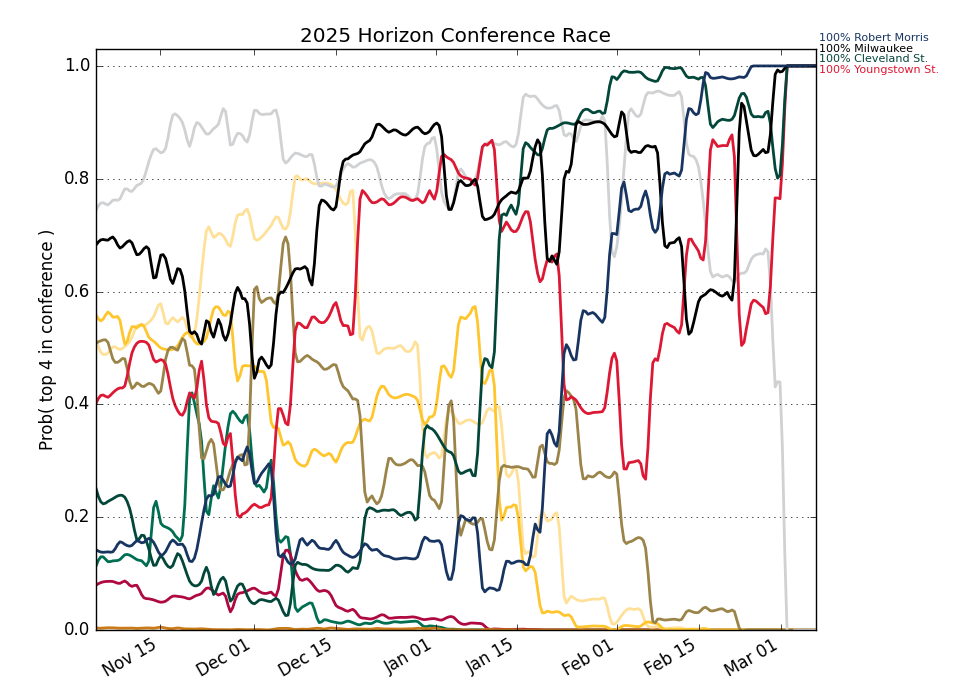 2025 Horizon Conference Race
100% Robert Morris
100% Milwaukee
100% Cleveland St.
100% Youngstown St.
Prob( top 4 in conference )
1.0
0.8
0.6
0.4
0.2
0.0
Nov 15
Dec 01
Dec 15
Jan 01
Jan 15
Feb 01
Feb 15
Mar 01